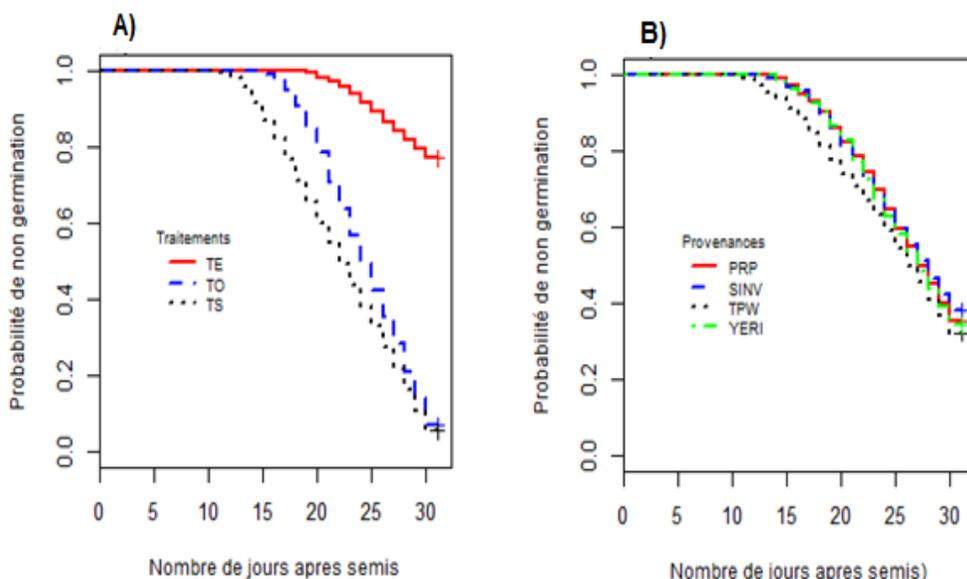 A)
Probabilité de non germination
1.0
0.8
0.6
0.4
0.2
0.0
Traitements
TE
TO
TS
0 5 10 15 20 25 30
Nombre de jours apres semis
B)
Probabilité de non germination
1.0
0.8
0.6
0.4
0.2
0.0
Provenances
PRP
SINV
TPW
YERI
0 5 10 15 20 25 30
Nombre de jours apres semis)